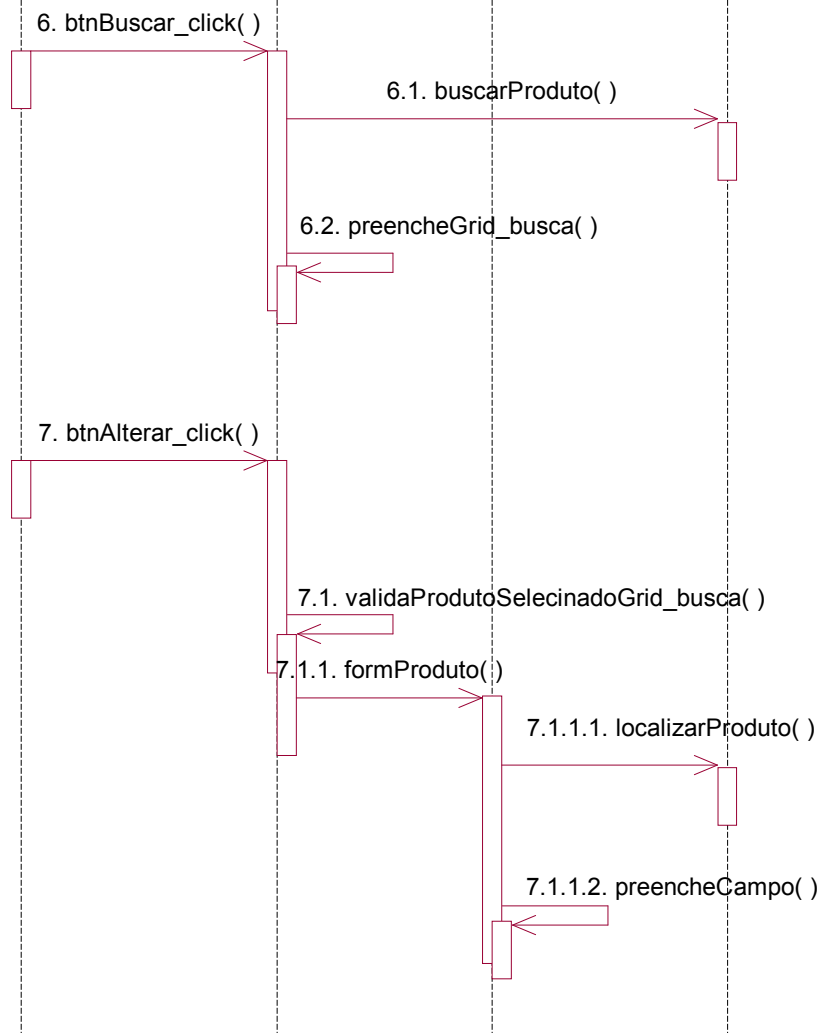 6. btnBuscar_click( )
6.1. buscarProduto( )
6.2. preencheGrid_busca( )
7. btnAlterar_click( )
7.1. validaProdutoSelecinadoGrid_busca( )
7.1.1. formProduto( )
7.1.1.1. localizarProduto( )
7.1.1.2. preencheCampo( )